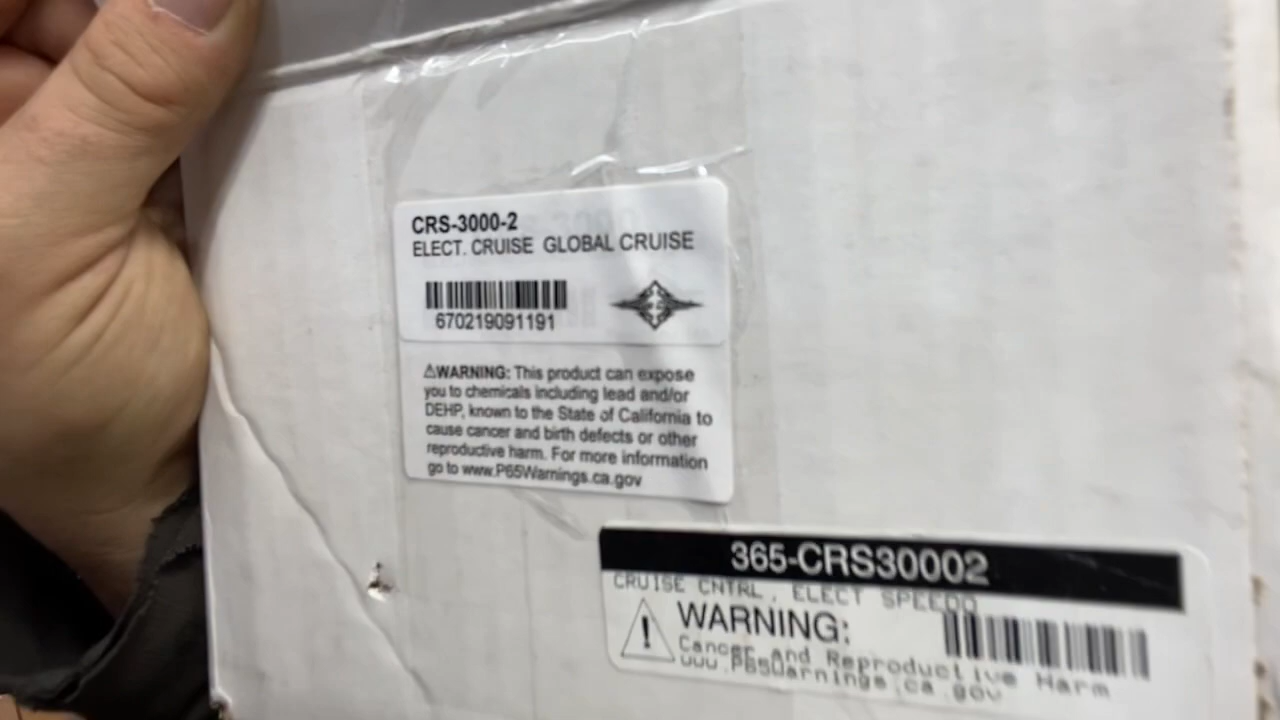 CRS-3000-2
ELECT. CRUISE GLOBAL CRUISE
670219091191
⚠WARNING: This product can expose
you to chemicals including lead and/or
DEHP, known to the State of California to
cause cancer and birth defects or other
reproductive harm. For more information
go to www.P65Warnings.ca.gov
365-CRS30002
CRUISE CNTRL, ELECT SPEEDO
WARNING:
Cancer and Reproductive Harm
www.P65Warnings.ca.gov